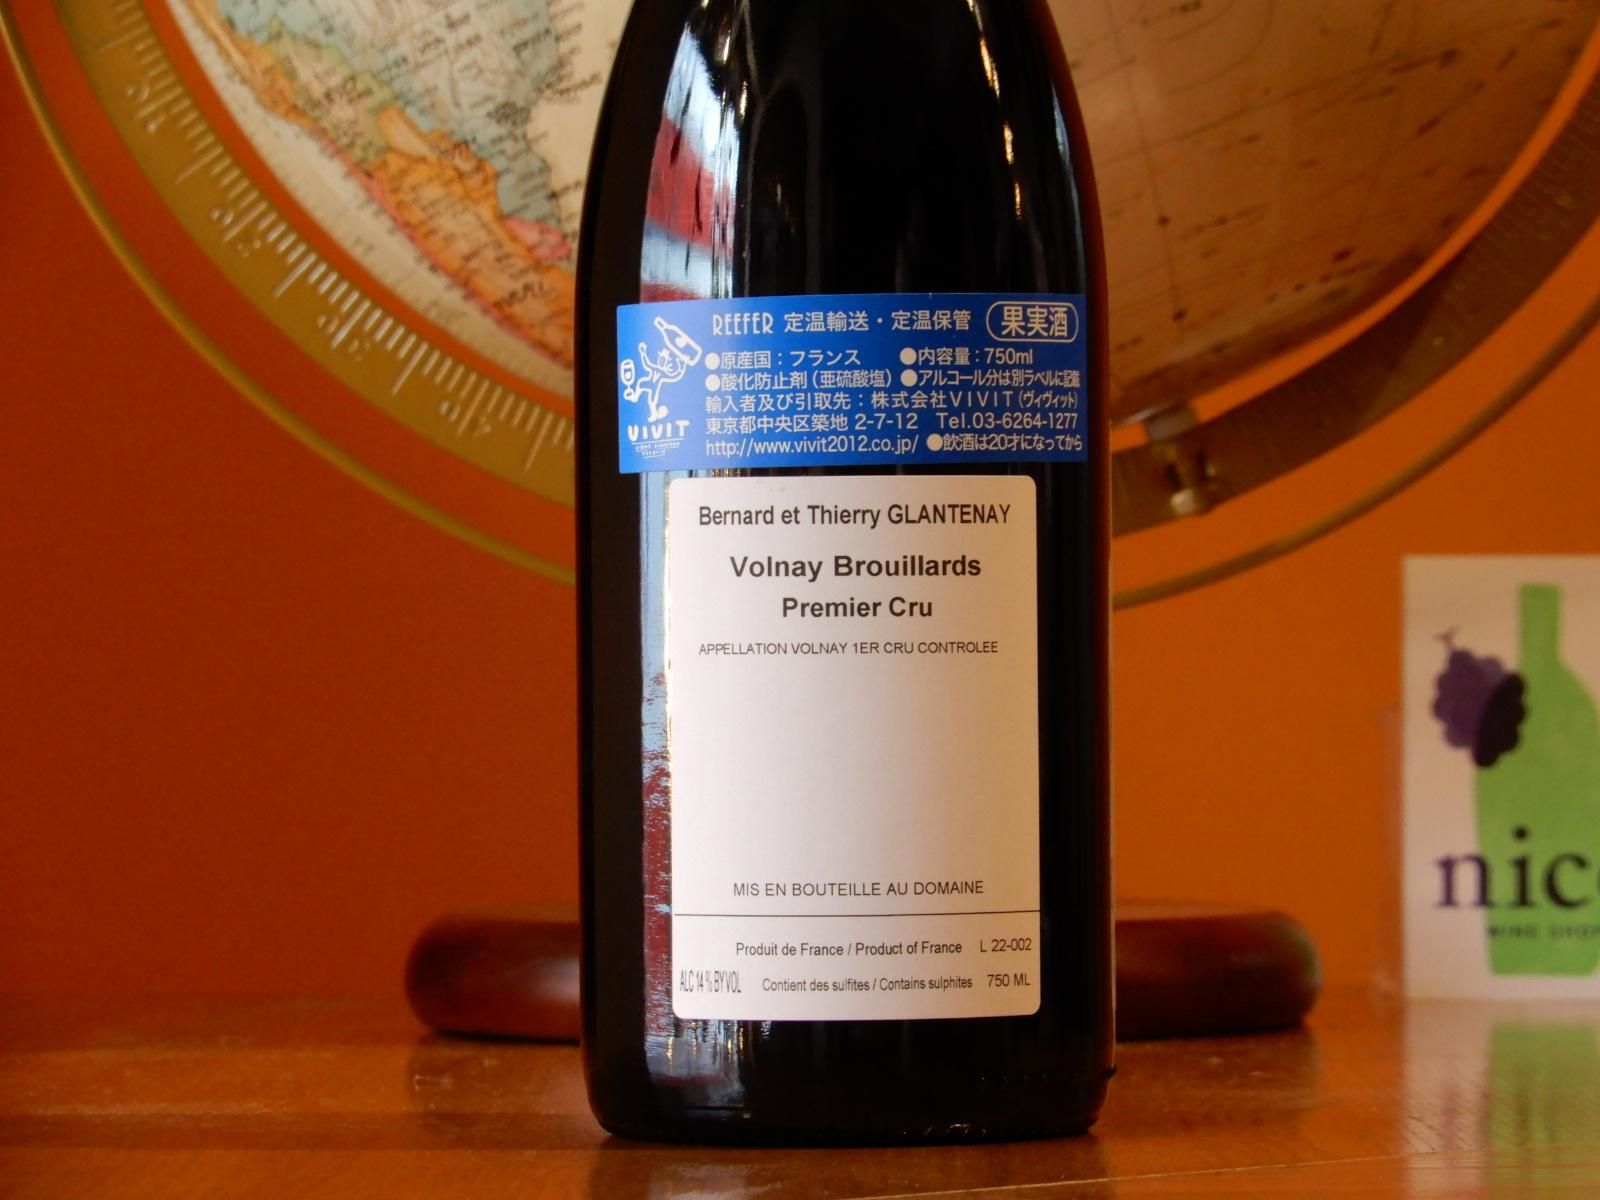 REEFER 定温輸送・定温保管 果実酒
●原産国：フランス ●内容量：750ml
●酸化防止剤（亜硫酸塩） ●アルコール分は別ラベルに記載
輸入者及び引取先：株式会社VIVIT（ヴィヴィット）
東京都中央区築地 2-7-12 Tel.03-6264-1277
http://www.vivit2012.co.jp/ ●飲酒は20才になってから
VIVIT
Bernard et Thierry GLANTENAY
Volnay Brouillards
Premier Cru
APPELLATION VOLNAY 1ER CRU CONTROLEE
MIS EN BOUTEILLE AU DOMAINE
Produit de France / Product of France L 22-002
ALC 14 % BY VOL Contient des sulfites / Contains sulphites 750 ML
nico
WINE SHOP